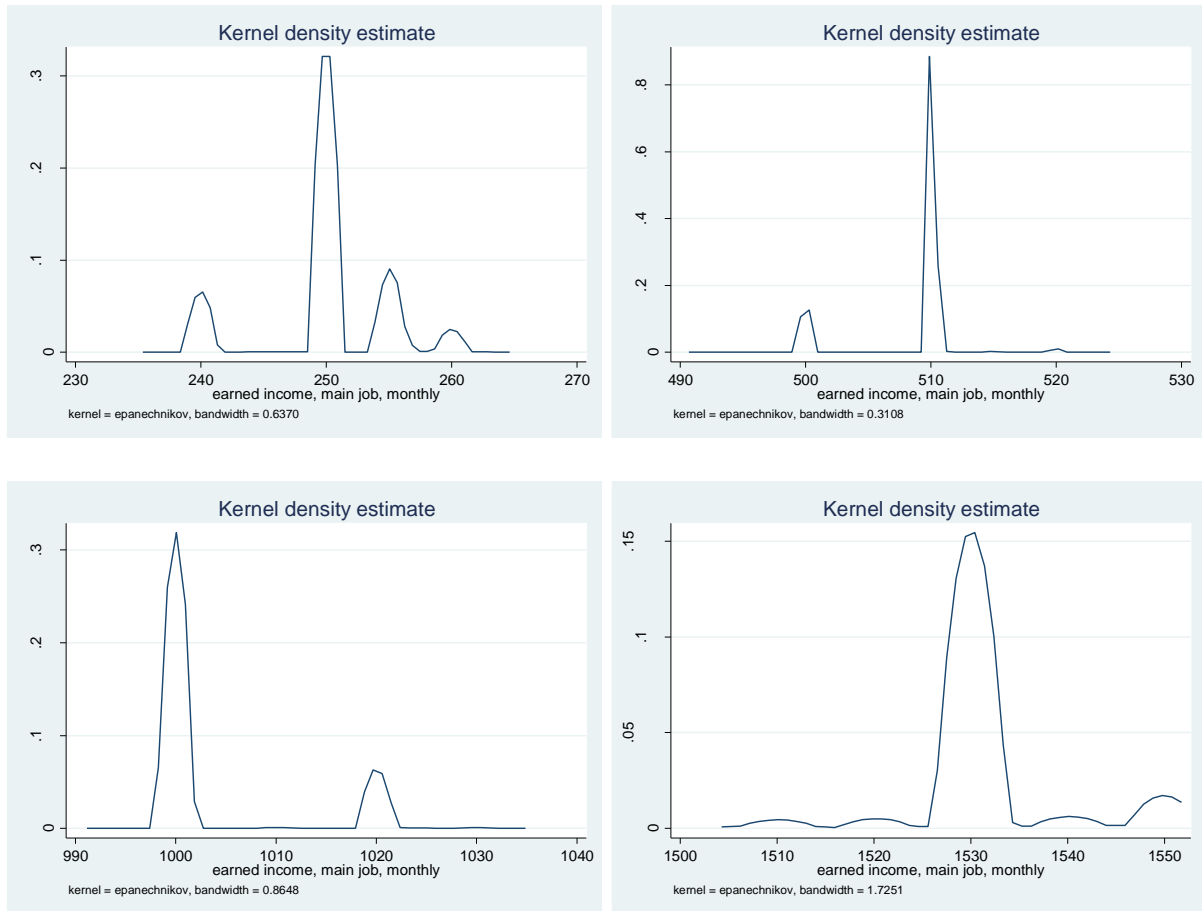 Kernel density estimate
.3
.2
.1
0
230 240 250 260 270
earned income, main job, monthly
kernel = epanechnikov, bandwidth = 0.6370
Kernel density estimate
.8
.6
.4
.2
0
490 500 510 520 530
earned income, main job, monthly
kernel = epanechnikov, bandwidth = 0.3108
Kernel density estimate
.3
.2
.1
0
990 1000 1010 1020 1030 1040
earned income, main job, monthly
kernel = epanechnikov, bandwidth = 0.8648
Kernel density estimate
.15
.1
.05
0
1500 1510 1520 1530 1540 1550
earned income, main job, monthly
kernel = epanechnikov, bandwidth = 1.7251